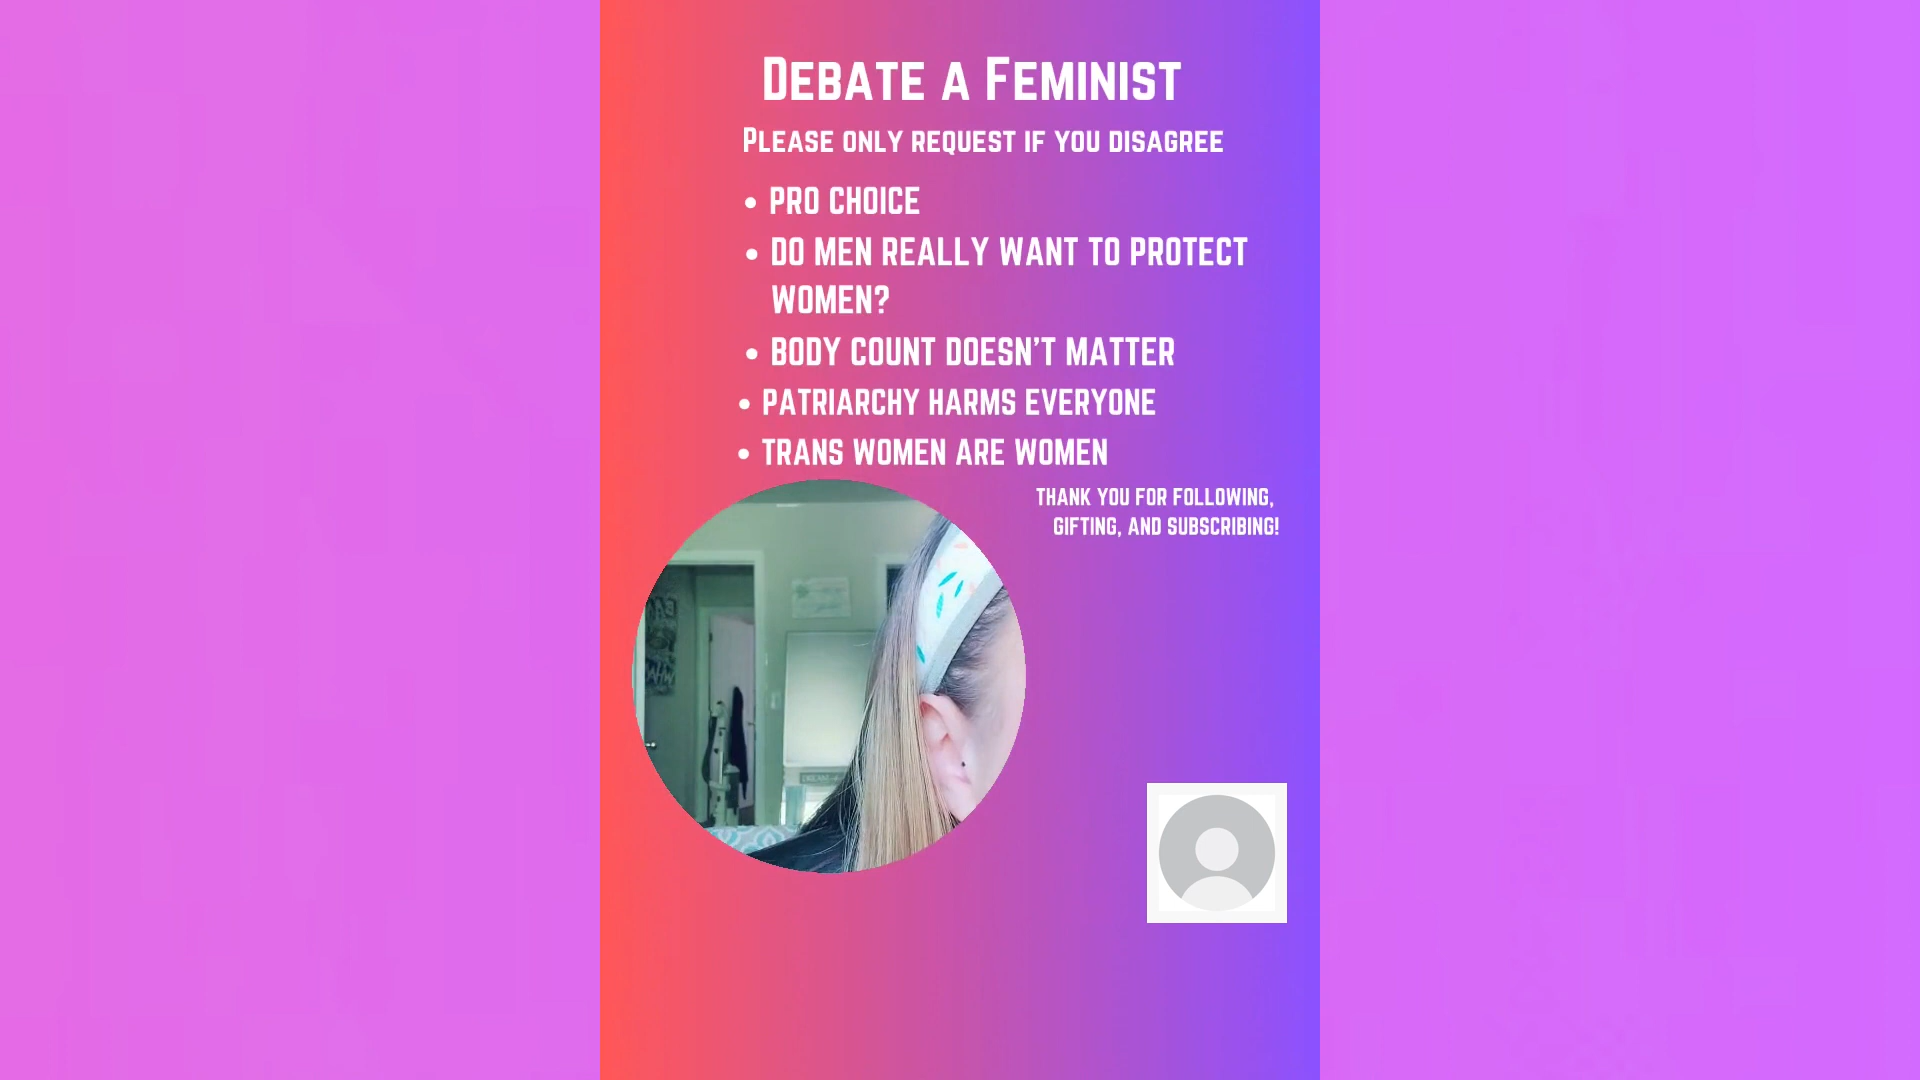 DEBATE A FEMINIST
PLEASE ONLY REQUEST IF YOU DISAGREE
• PRO CHOICE
• DO MEN REALLY WANT TO PROTECT
WOMEN?
• BODY COUNT DOESN'T MATTER
• PATRIARCHY HARMS EVERYONE
• TRANS WOMEN ARE WOMEN
THANK YOU FOR FOLLOWING,
GIFTING, AND SUBSCRIBING!